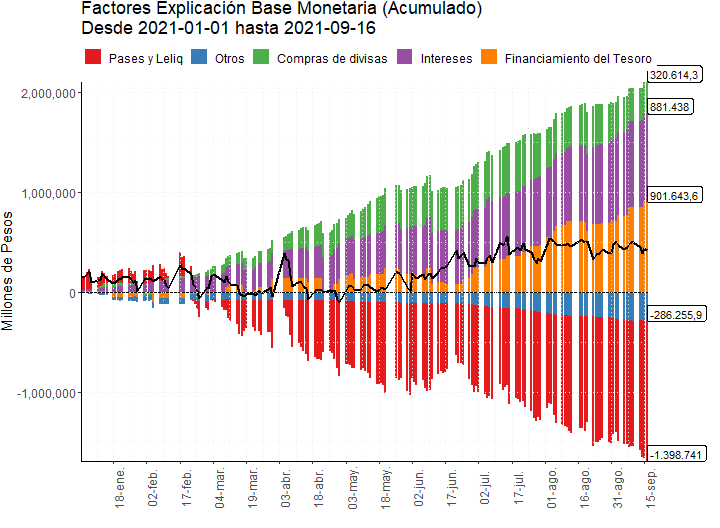 Factores Explicación Base Monetaria (Acumulado)
Desde 2021-01-01 hasta 2021-09-16
Pases y Leliq Otros Compras de divisas Intereses Financiamiento del Tesoro
Millones de Pesos
2,000,000
1,000,000
0
-1,000,000
320.614,3
881.438
901.643,6
-286.255,9
-1.398.741
18-ene.
02-feb.
17-feb.
04-mar.
19-mar.
03-abr.
18-abr.
03-may.
18-may.
02-jun.
17-jun.
02-jul.
17-jul.
01-ago.
16-ago.
31-ago.
15-sep.